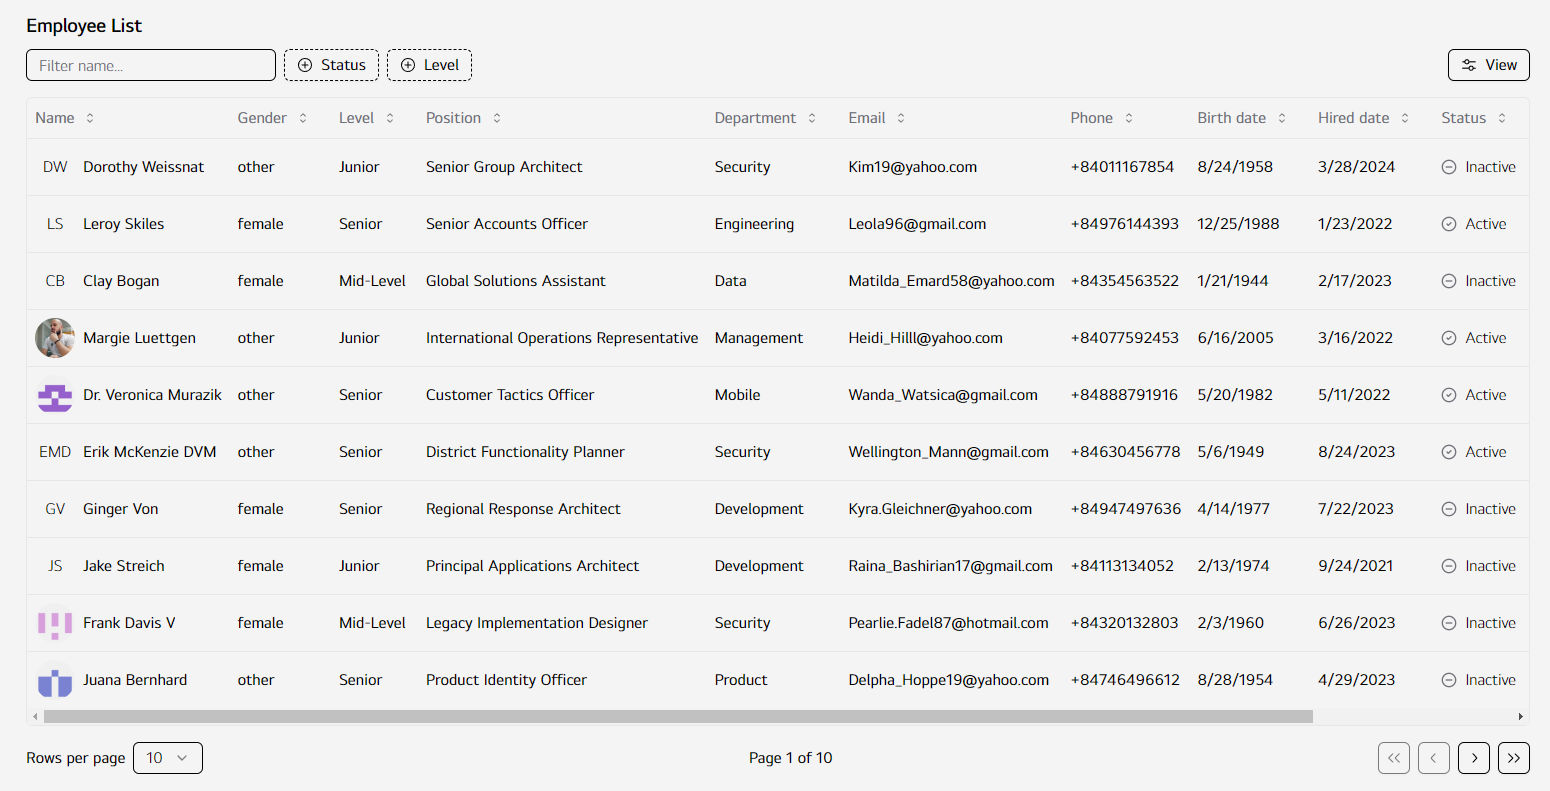 Employee List
Filter name... Status Level View
Name Gender Level Position Department Email Phone Birth date Hired date Status
DW Dorothy Weissnat other Junior Senior Group Architect Security Kim19@yahoo.com +84011167854 8/24/1958 3/28/2024 Inactive
LS Leroy Skiles female Senior Senior Accounts Officer Engineering Leola96@gmail.com +84976144393 12/25/1988 1/23/2022 Active
CB Clay Bogan female Mid-Level Global Solutions Assistant Data Matilda_Emard58@yahoo.com +84354563522 1/21/1944 2/17/2023 Inactive
Margie Luettgen other Junior International Operations Representative Management Heidi_Hilll@yahoo.com +84077592453 6/16/2005 3/16/2022 Active
Dr. Veronica Murazik other Senior Customer Tactics Officer Mobile Wanda_Watsica@gmail.com +84888791916 5/20/1982 5/11/2022 Active
EMD Erik McKenzie DVM other Senior District Functionality Planner Security Wellington_Mann@gmail.com +84630456778 5/6/1949 8/24/2023 Active
GV Ginger Von female Senior Regional Response Architect Development Kyra.Gleichner@yahoo.com +84947497636 4/14/1977 7/22/2023 Inactive
JS Jake Streich female Junior Principal Applications Architect Development Raina_Bashirian17@gmail.com +84113134052 2/13/1974 9/24/2021 Inactive
Frank Davis V female Mid-Level Legacy Implementation Designer Security Pearlie.Fadel87@hotmail.com +84320132803 2/3/1960 6/26/2023 Inactive
Juana Bernhard other Senior Product Identity Officer Product Delpha_Hoppe19@yahoo.com +84746496612 8/28/1954 4/29/2023 Inactive
Rows per page 10 Page 1 of 10